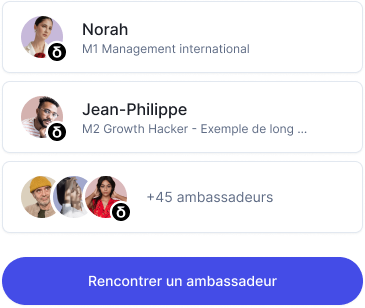 Norah
M1 Management international
Jean-Philippe
M2 Growth Hacker - Exemple de long ...
+45 ambassadeurs
Rencontrer un ambassadeur